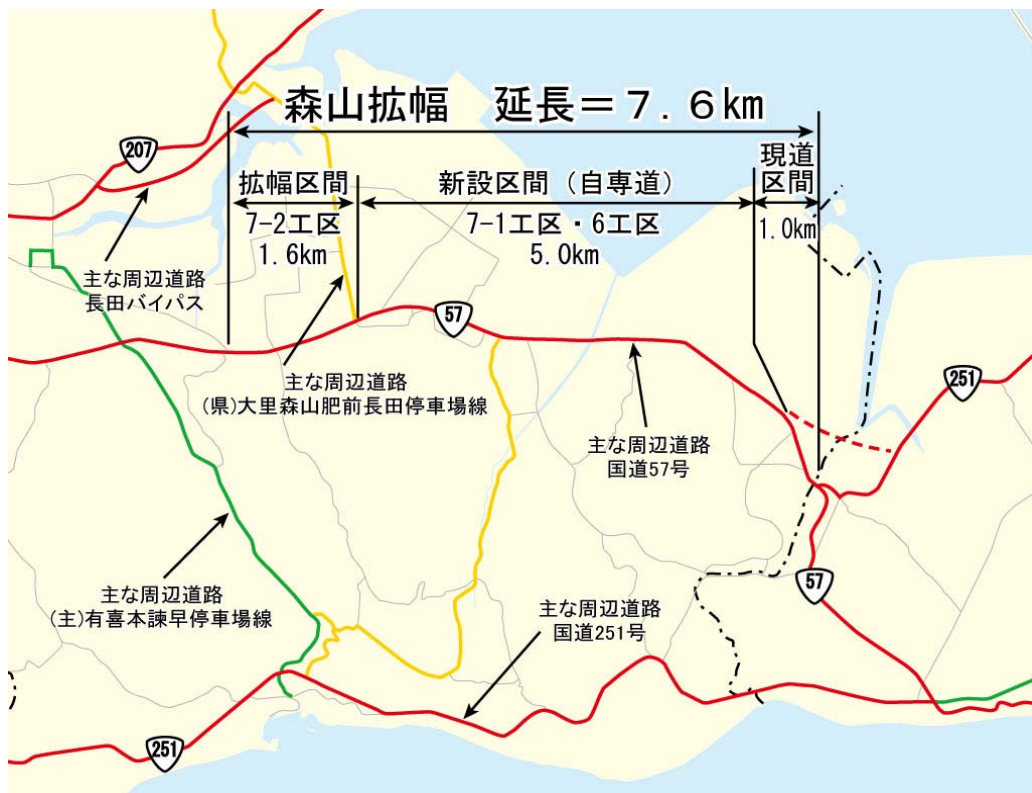 森山拡幅　延長＝７．６㎞
207
拡幅区間
7-2工区
1.6km
新設区間（自専道）
7-1工区・6工区
5.0km
現道
区間
1.0km
主な周辺道路
長田バイパス
57
主な周辺道路
(県)大里森山肥前長田停車場線
251
主な周辺道路
国道57号
57
主な周辺道路
(主)有喜本諫早停車場線
主な周辺道路
国道251号
251